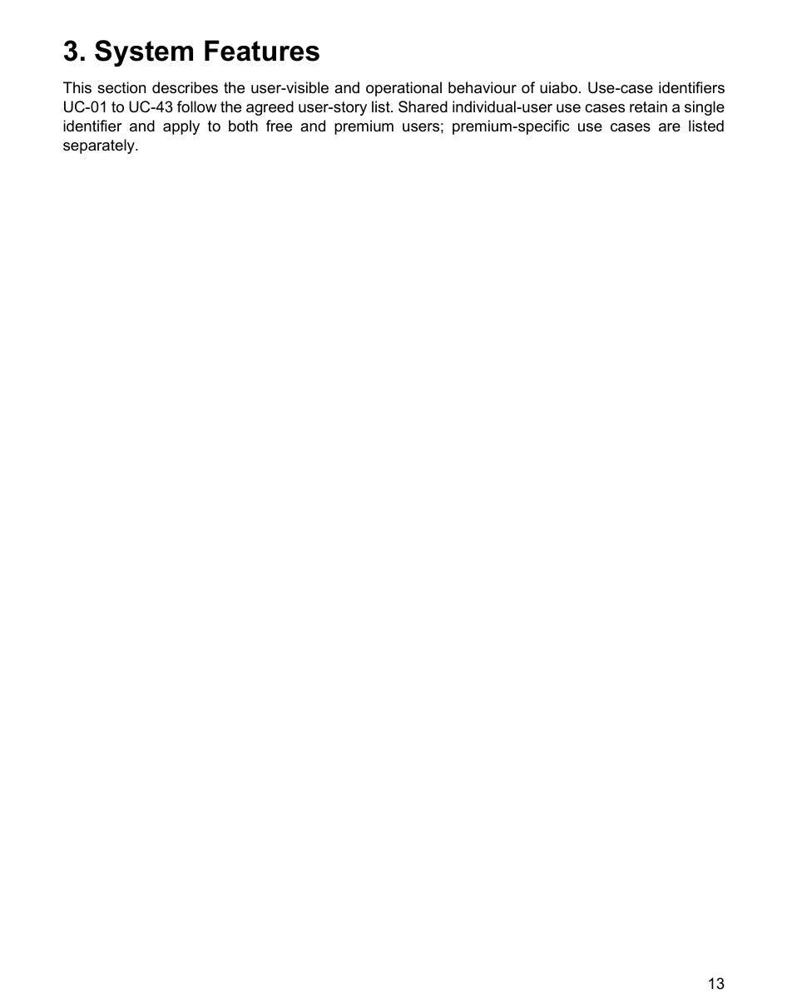 3. System Features
This section describes the user-visible and operational behaviour of uiabo. Use-case identifiers
UC-01 to UC-43 follow the agreed user-story list. Shared individual-user use cases retain a single
identifier and apply to both free and premium users; premium-specific use cases are listed
separately.
13